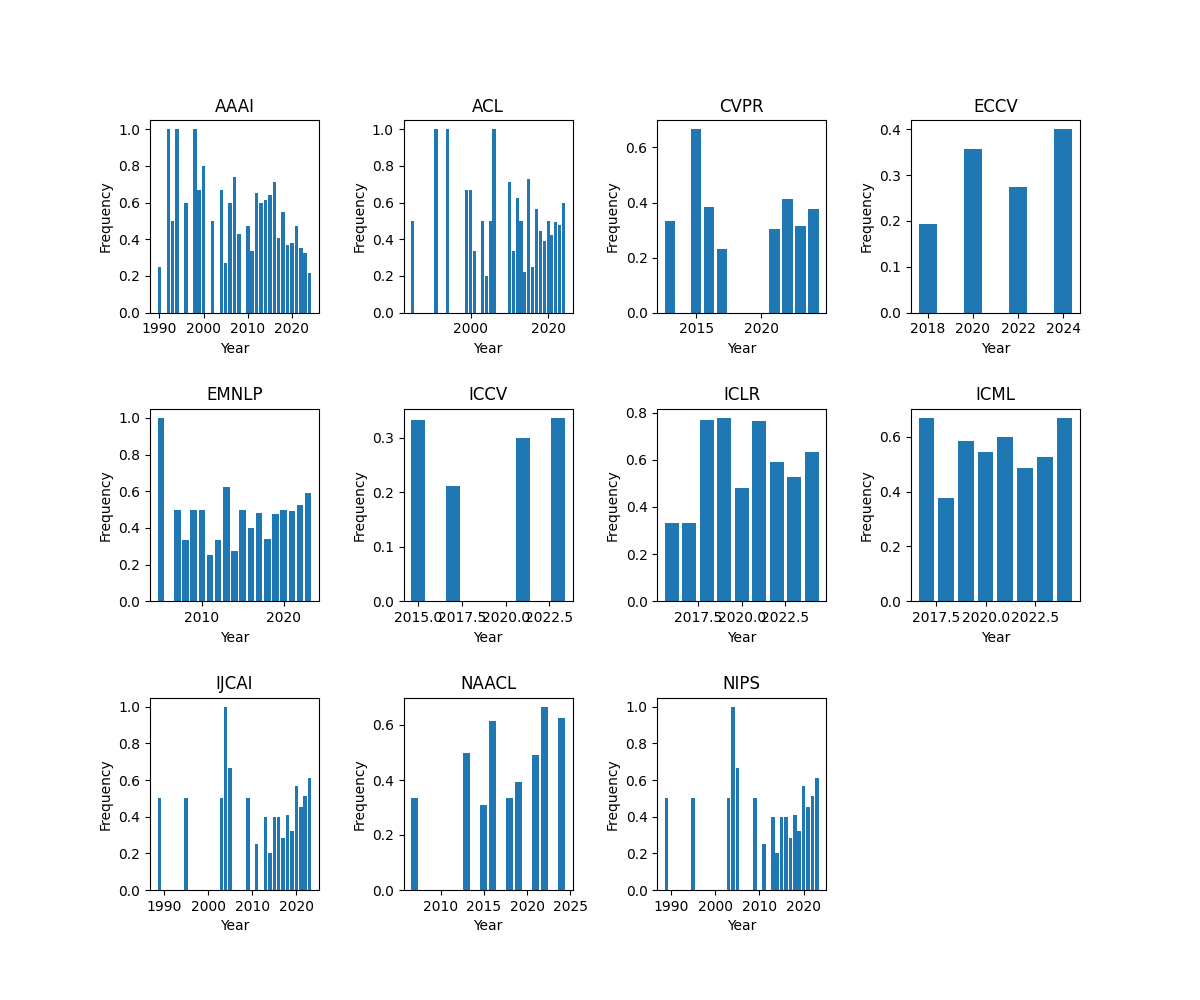 AAAI
Frequency
1.0
0.8
0.6
0.4
0.2
0.0
1990 2000 2010 2020
Year
ACL
Frequency
1.0
0.8
0.6
0.4
0.2
0.0
2000 2020
Year
CVPR
Frequency
0.6
0.4
0.2
0.0
2015 2020
Year
ECCV
Frequency
0.4
0.3
0.2
0.1
0.0
2018 2020 2022 2024
Year
EMNLP
Frequency
1.0
0.8
0.6
0.4
0.2
0.0
2010 2020
Year
ICCV
Frequency
0.3
0.2
0.1
0.0
2015.0 2017.5 2020.0 2022.5
Year
ICLR
Frequency
0.8
0.6
0.4
0.2
0.0
2017.5 2020.0 2022.5
Year
ICML
Frequency
0.6
0.4
0.2
0.0
2017.5 2020.0 2022.5
Year
IJCAI
Frequency
1.0
0.8
0.6
0.4
0.2
0.0
1990 2000 2010 2020
Year
NAACL
Frequency
0.6
0.4
0.2
0.0
2010 2015 2020 2025
Year
NIPS
Frequency
1.0
0.8
0.6
0.4
0.2
0.0
1990 2000 2010 2020
Year